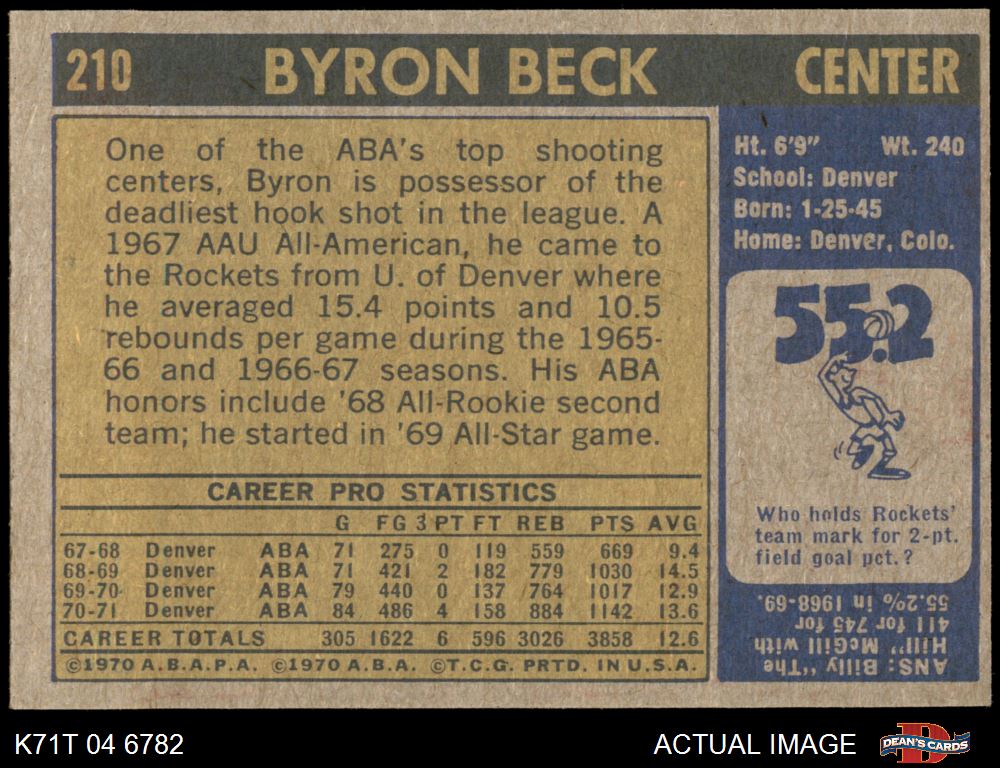 210 BYRON BECK CENTER
One of the ABA's top shooting
centers, Byron is possessor of the
deadliest hook shot in the league. A
1967 AAU All-American, he came to
the Rockets from U. of Denver where
he averaged 15.4 points and 10.5
rebounds per game during the 1965-
66 and 1966-67 seasons. His ABA
honors include '68 All-Rookie second
team; he started in '69 All-Star game.
CAREER PRO STATISTICS
G FG 3 PT FT REB PTS AVG
67-68 Denver ABA 71 275 0 119 559 669 9.4
68-69 Denver ABA 71 421 2 182 779 1030 14.5
69-70 Denver ABA 79 440 0 137 764 1017 12.9
70-71 Denver ABA 84 486 4 158 884 1142 13.6
CAREER TOTALS 305 1622 6 596 3026 3858 12.6
©1970 A.B.A.P.A. ©1970 A.B.A. ©T.C.G. PRTD. IN U.S.A.
Ht. 6'9" Wt. 240
School: Denver
Born: 1-25-45
Home: Denver, Colo.
55.2
Who holds Rockets'
team mark for 2-pt.
field goal pct.?
ANS: Billy "The
Hill" McGill with
411 for 745 for
55.2% in 1968-69.
K71T 04 6782
ACTUAL IMAGE
DEAN'S CARDS